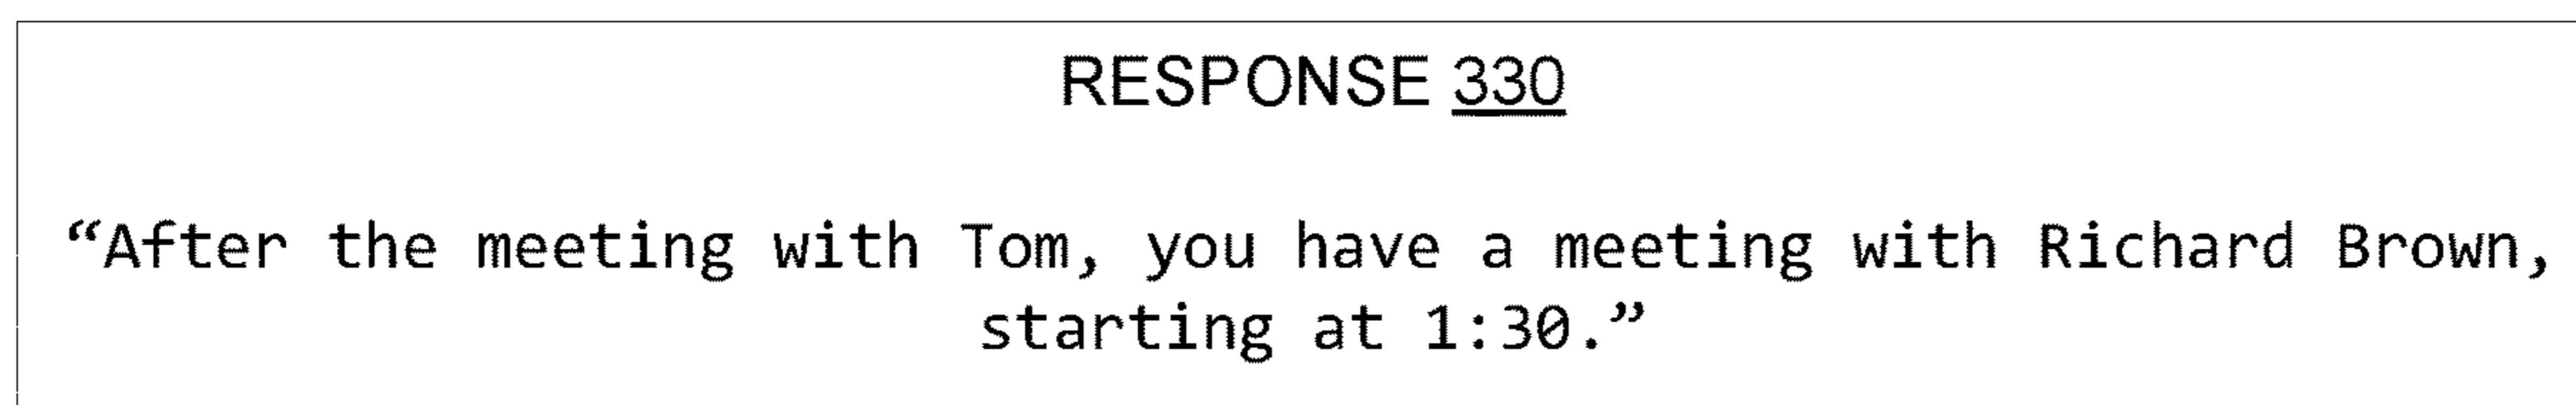 RESPONSE 330
“After the meeting with Tom, you have a meeting with Richard Brown,
starting at 1:30.”